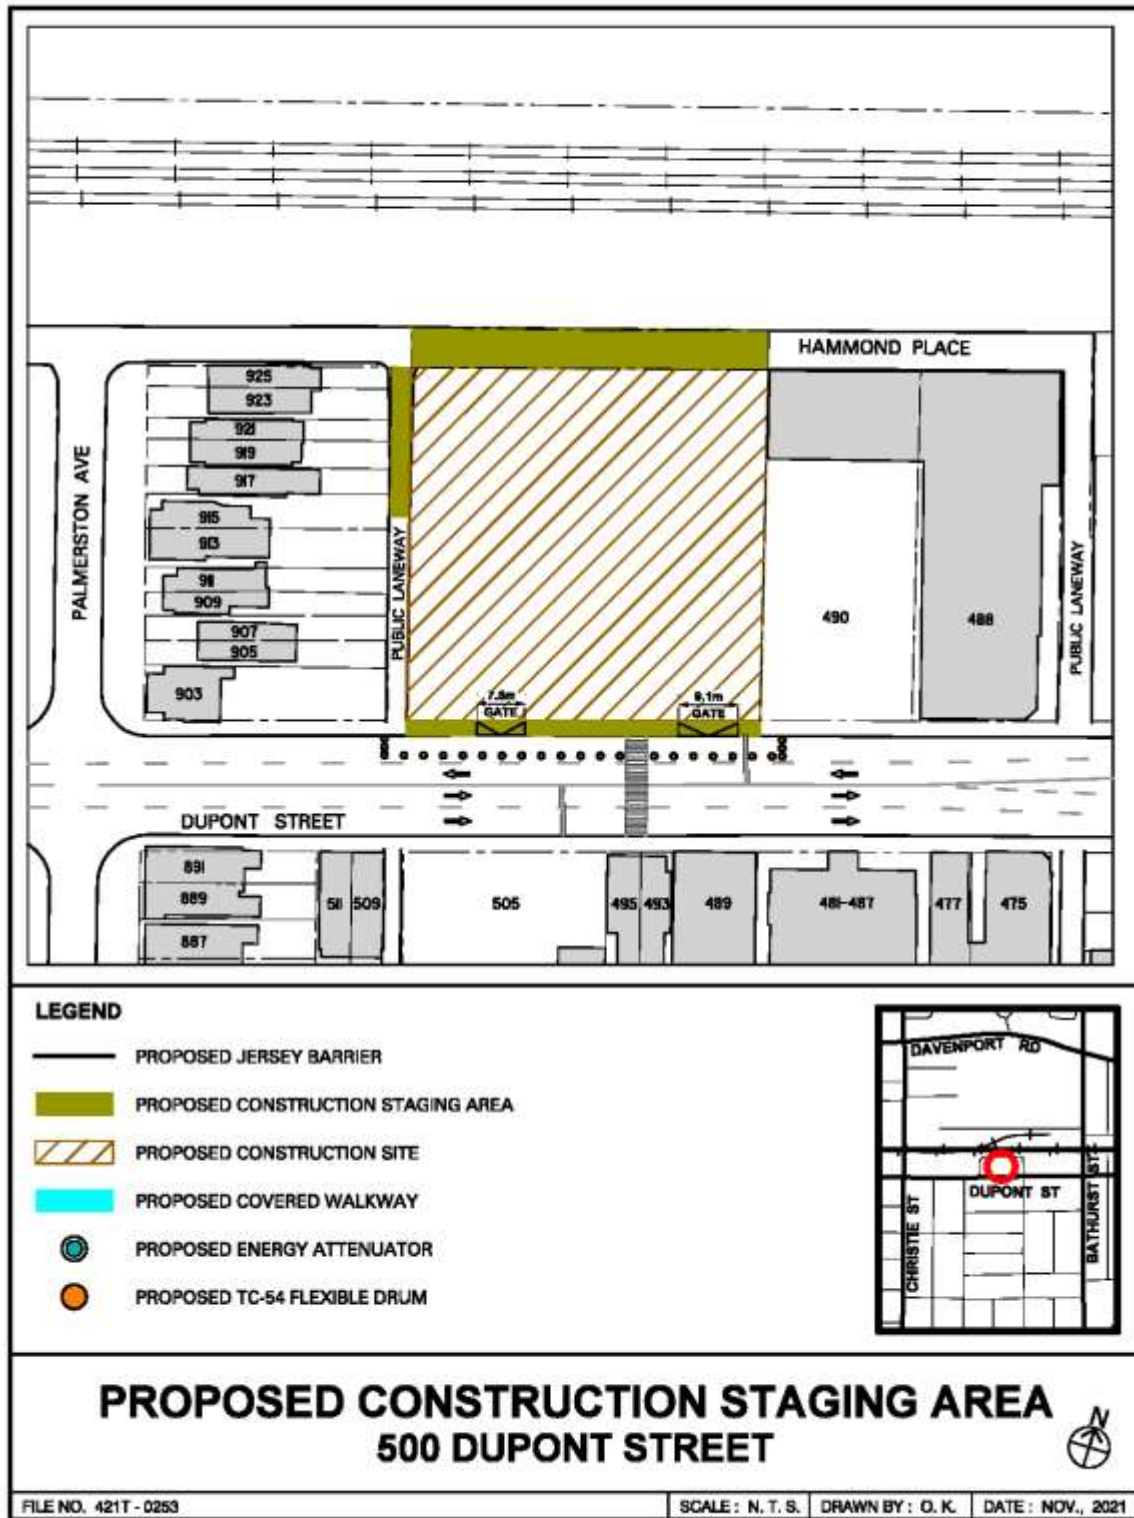 HAMMOND PLACE
925
923
921
919
917
915
913
911
909
907
905
903
PALMERSTON AVE
PUBLIC LANEWAY
490
488
PUBLIC LANEWAY
GATE
9.1m
GATE
DUPONT STREET
891
889
887
511 509
505
495 493
489
481-487
477
475
LEGEND
PROPOSED JERSEY BARRIER
PROPOSED CONSTRUCTION STAGING AREA
PROPOSED CONSTRUCTION SITE
PROPOSED COVERED WALKWAY
PROPOSED ENERGY ATTENUATOR
PROPOSED TC-54 FLEXIBLE DRUM
DAVENPORT RD
DUPONT ST
CHRISTIE ST
BATHURST ST
PROPOSED CONSTRUCTION STAGING AREA
500 DUPONT STREET
N
FILE NO. 421T - 0253
SCALE : N. T. S.
DRAWN BY : O. K.
DATE : NOV., 2021